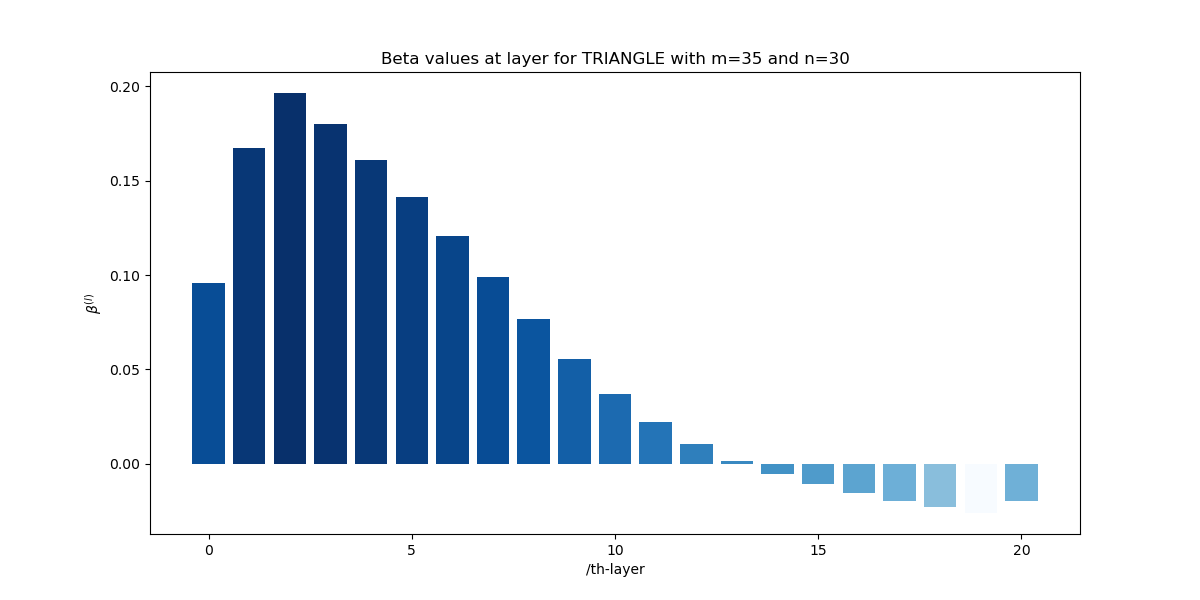 Beta values at layer for TRIANGLE with m=35 and n=30
0.20
0.15
0.10
0.05
0.00
β^(l)
0 5 10 15 20
/th-layer